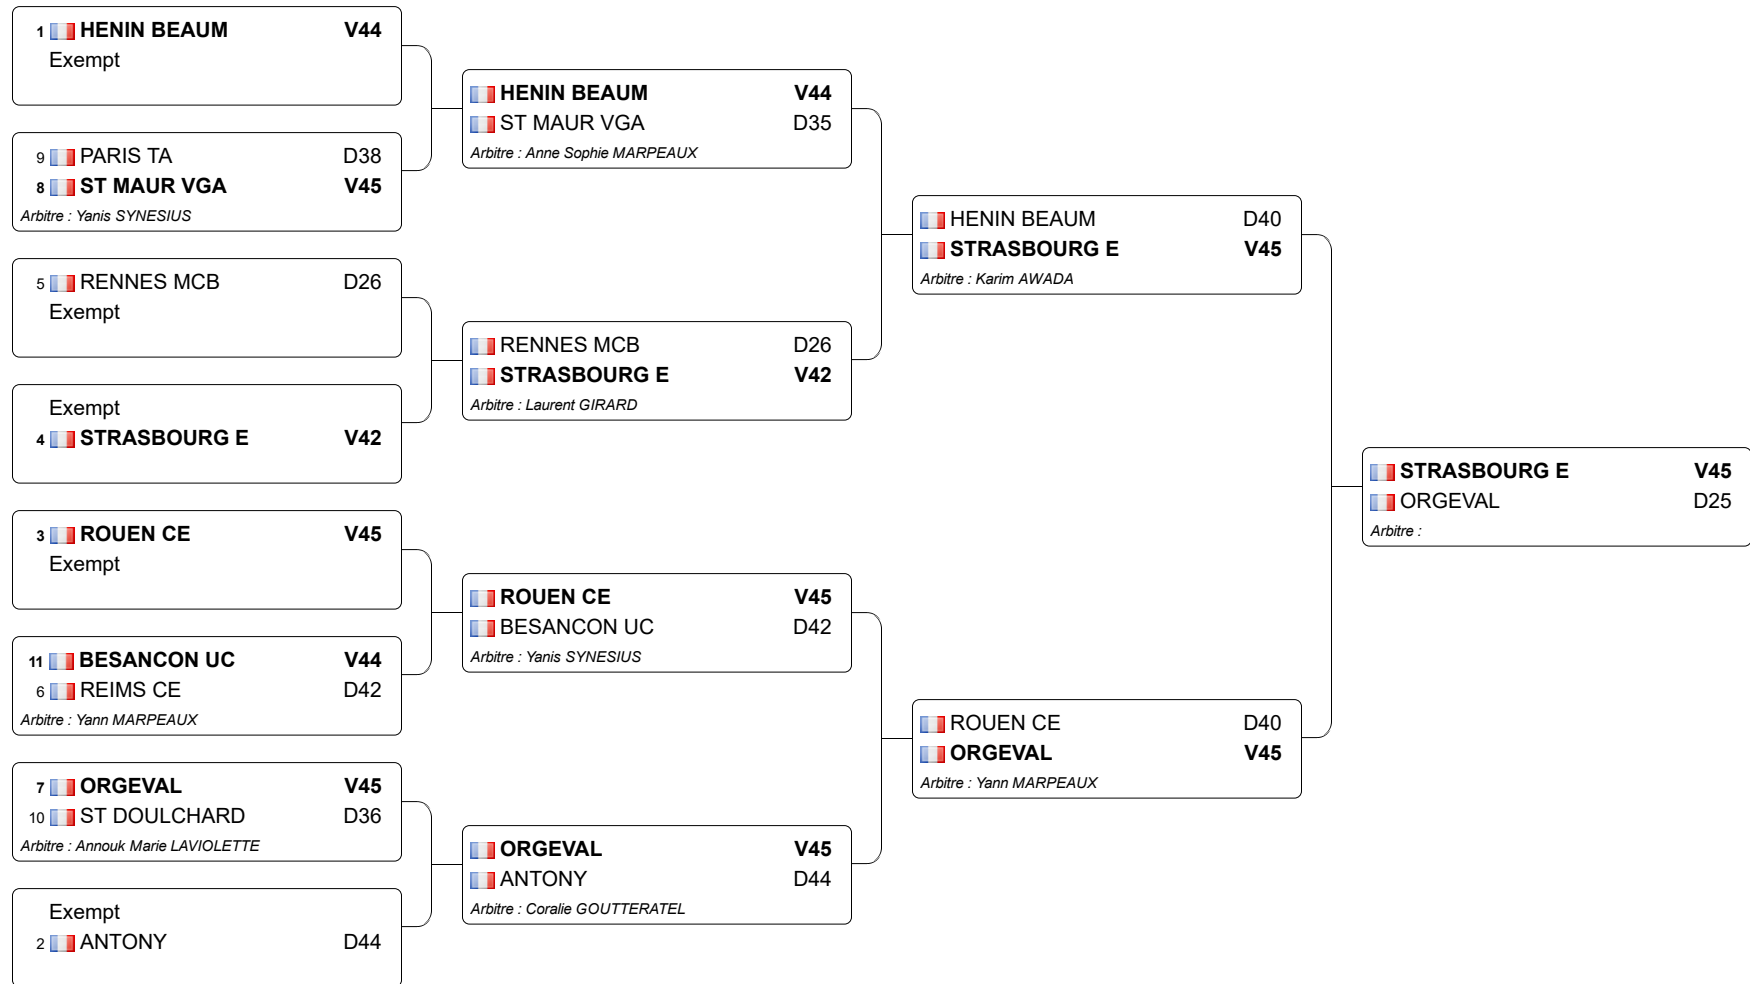 1 HENIN BEAUM V44
Exempt
9 PARIS TA D38
8 ST MAUR VGA V45
Arbitre : Yanis SYNESIUS
5 RENNES MCB D26
Exempt
Exempt
4 STRASBOURG E V42
3 ROUEN CE V45
Exempt
11 BESANCON UC V44
6 REIMS CE D42
Arbitre : Yann MARPEAUX
7 ORGEVAL V45
10 ST DOULCHARD D36
Arbitre : Annouk Marie LAVIOLETTE
Exempt
2 ANTONY D44
HENIN BEAUM V44
ST MAUR VGA D35
Arbitre : Anne Sophie MARPEAUX
RENNES MCB D26
STRASBOURG E V42
Arbitre : Laurent GIRARD
ROUEN CE V45
BESANCON UC D42
Arbitre : Yanis SYNESIUS
ORGEVAL V45
ANTONY D44
Arbitre : Coralie GOUTTERATEL
HENIN BEAUM D40
STRASBOURG E V45
Arbitre : Karim AWADA
ROUEN CE D40
ORGEVAL V45
Arbitre : Yann MARPEAUX
STRASBOURG E V45
ORGEVAL D25
Arbitre :